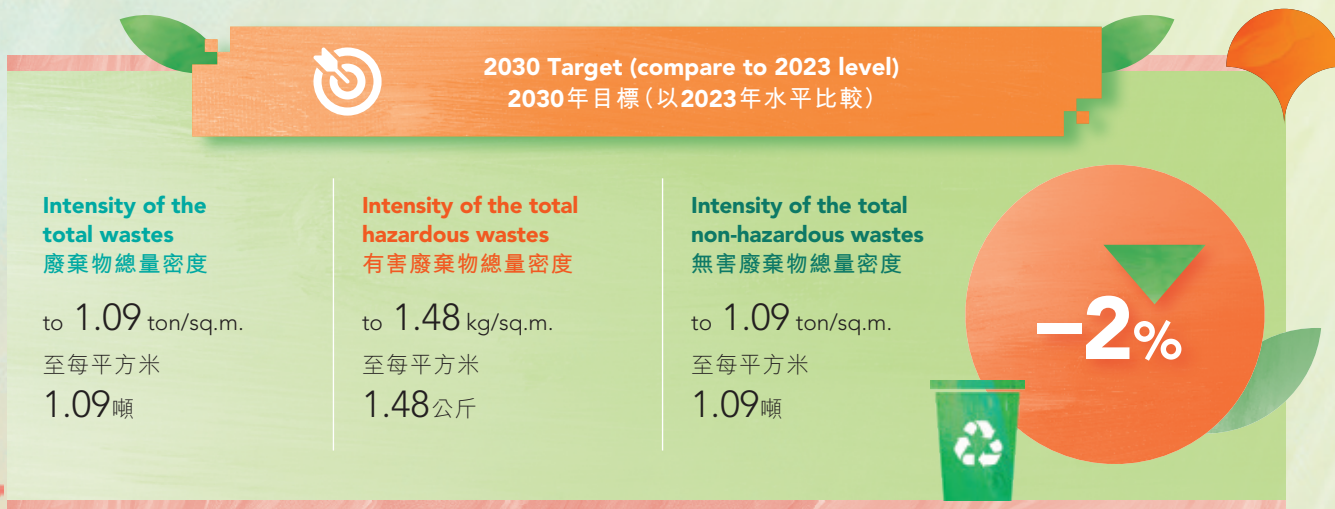 2030 Target (compare to 2023 level)
2030年目標（以2023年水平比較）
Intensity of the
total wastes
廢棄物總量密度
to 1.09 ton/sq.m.
至每平方米
1.09噸
Intensity of the total
hazardous wastes
有害廢棄物總量密度
to 1.48 kg/sq.m.
至每平方米
1.48公斤
Intensity of the total
non-hazardous wastes
無害廢棄物總量密度
to 1.09 ton/sq.m.
至每平方米
1.09噸
–2%